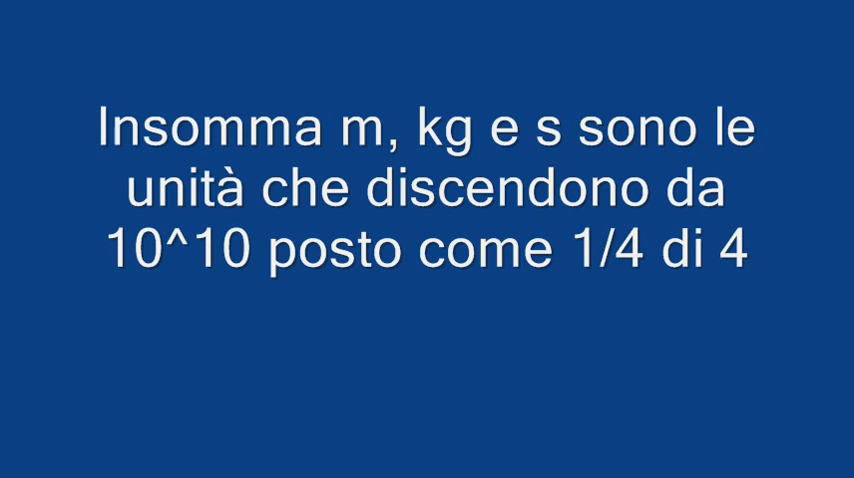 Insomma m, kg e s sono le
unità che discendono da
10^10 posto come 1/4 di 4